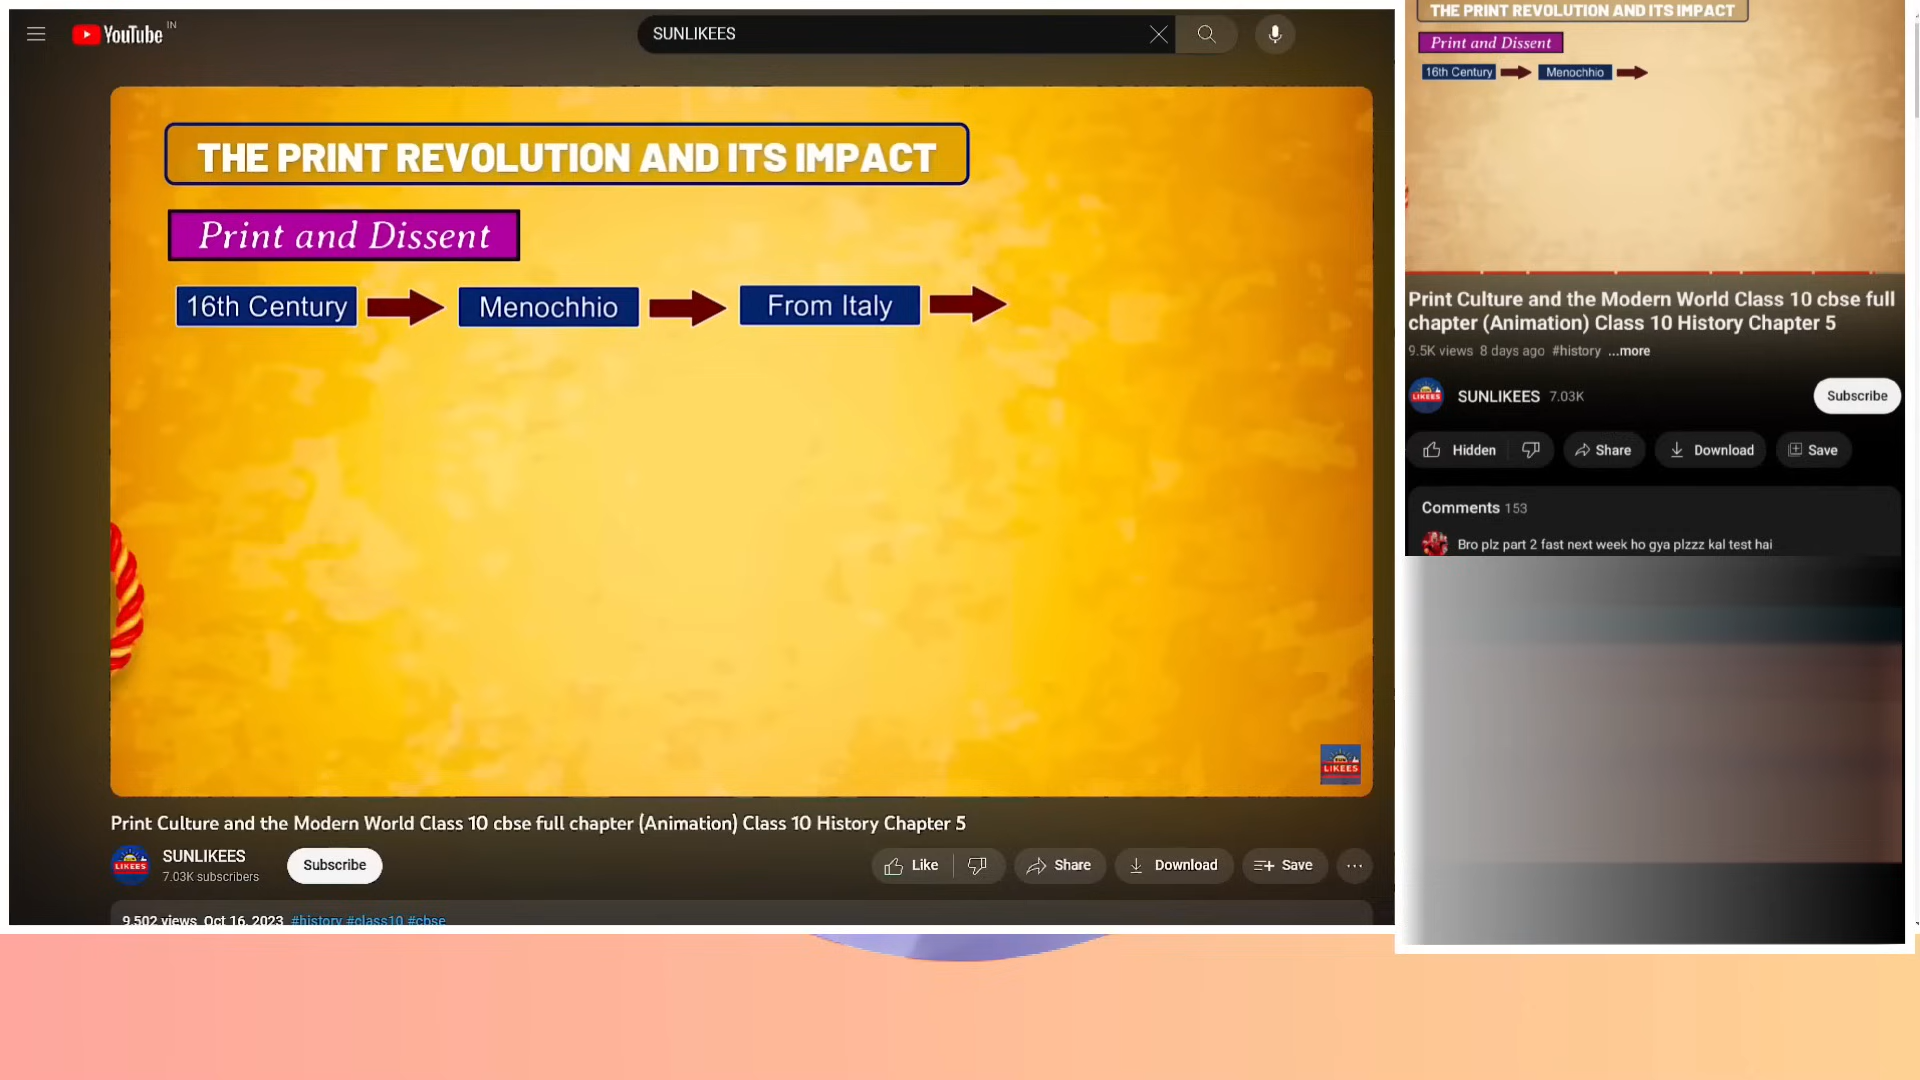 YouTube IN
SUNLIKEES
THE PRINT REVOLUTION AND ITS IMPACT
Print and Dissent
16th Century Menochhio From Italy
LIKEES
Print Culture and the Modern World Class 10 cbse full chapter (Animation) Class 10 History Chapter 5
LIKEES
SUNLIKEES
7.03K subscribers
Subscribe
Like
Share
Download
Save
9,502 views Oct 16, 2023 #history #class10 #cbse
THE PRINT REVOLUTION AND ITS IMPACT
Print and Dissent
16th Century Menochhio
Print Culture and the Modern World Class 10 cbse full
chapter (Animation) Class 10 History Chapter 5
9.5K views 8 days ago #history ...more
LIKEES
SUNLIKEES 7.03K
Subscribe
Hidden
Share
Download
Save
Comments 153
Bro plz part 2 fast next week ho gya plzzz kal test hai